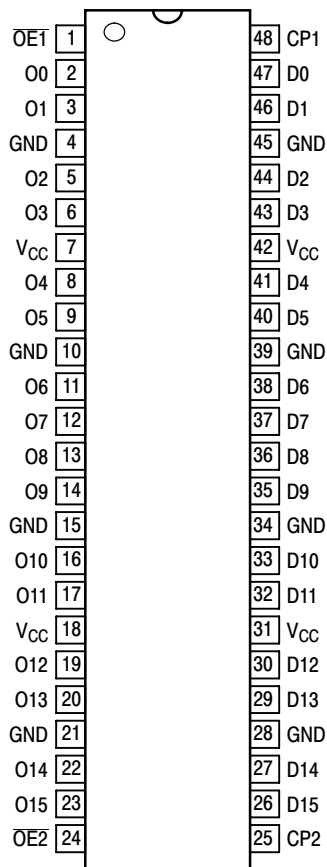 OE1 1 48 CP1
O0 2 47 D0
O1 3 46 D1
GND 4 45 GND
O2 5 44 D2
O3 6 43 D3
VCC 7 42 VCC
O4 8 41 D4
O5 9 40 D5
GND 10 39 GND
O6 11 38 D6
O7 12 37 D7
O8 13 36 D8
O9 14 35 D9
GND 15 34 GND
O10 16 33 D10
O11 17 32 D11
VCC 18 31 VCC
O12 19 30 D12
O13 20 29 D13
GND 21 28 GND
O14 22 27 D14
O15 23 26 D15
OE2 24 25 CP2